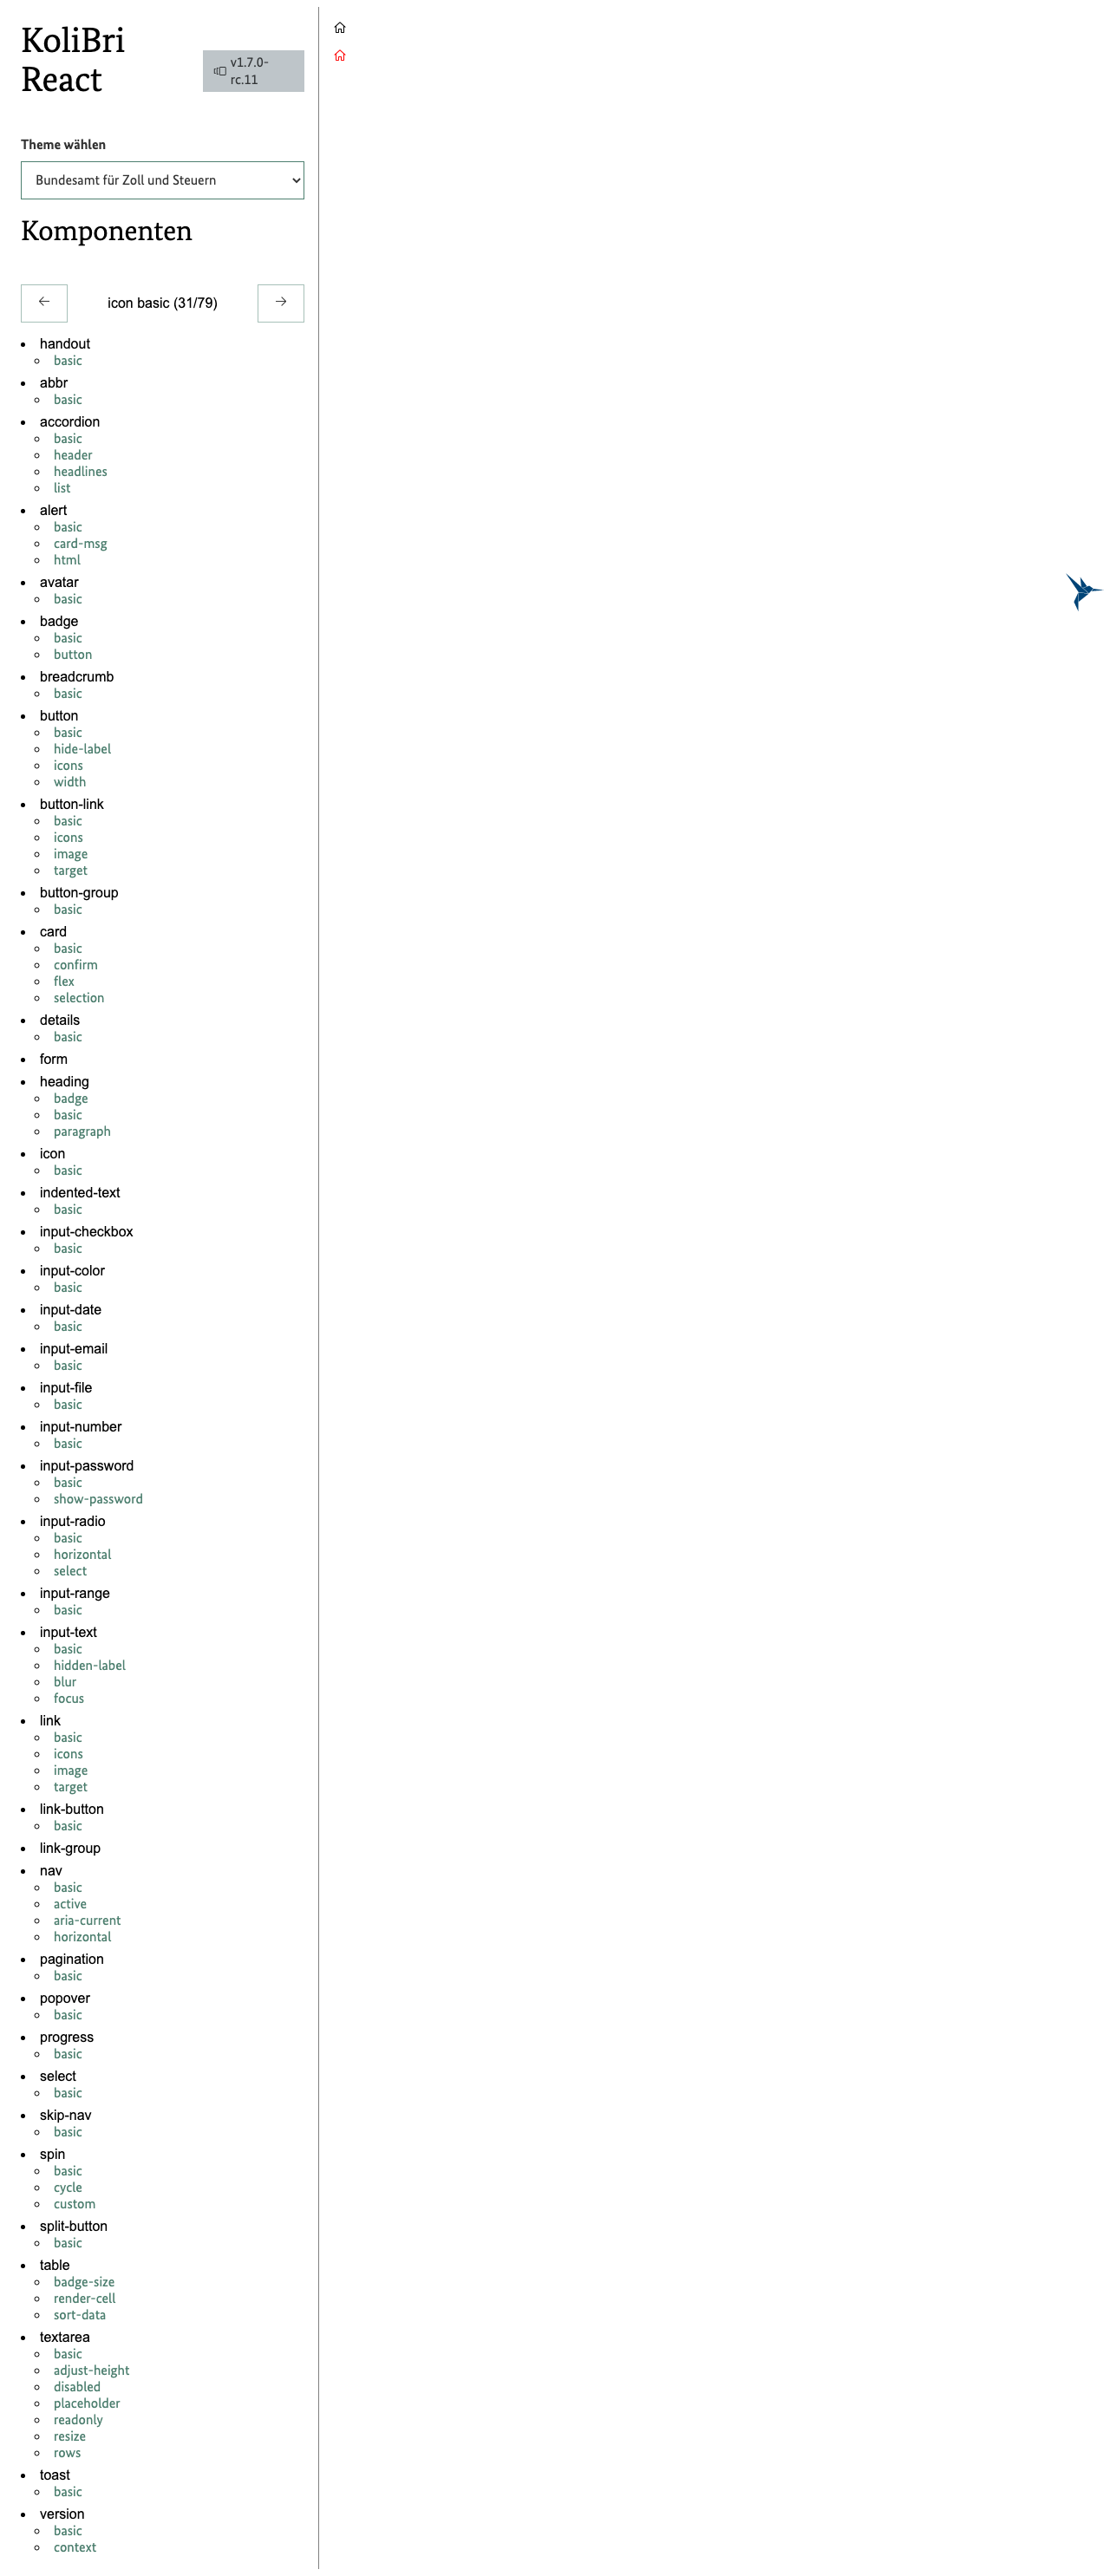 KoliBri
React
v1.7.0-
rc.11
Theme wählen
Bundesamt für Zoll und Steuern
Komponenten
icon basic (31/79)
handout
basic
abbr
basic
accordion
basic
header
headlines
list
alert
basic
card-msg
html
avatar
basic
badge
basic
button
breadcrumb
basic
button
basic
hide-label
icons
width
button-link
basic
icons
image
target
button-group
basic
card
basic
confirm
flex
selection
details
basic
form
heading
badge
basic
paragraph
icon
basic
indented-text
basic
input-checkbox
basic
input-color
basic
input-date
basic
input-email
basic
input-file
basic
input-number
basic
input-password
basic
show-password
input-radio
basic
horizontal
select
input-range
basic
input-text
basic
hidden-label
blur
focus
link
basic
icons
image
target
link-button
basic
link-group
nav
basic
active
aria-current
horizontal
pagination
basic
popover
basic
progress
basic
select
basic
skip-nav
basic
spin
basic
cycle
custom
split-button
basic
table
badge-size
render-cell
sort-data
textarea
basic
adjust-height
disabled
placeholder
readonly
resize
rows
toast
basic
version
basic
context